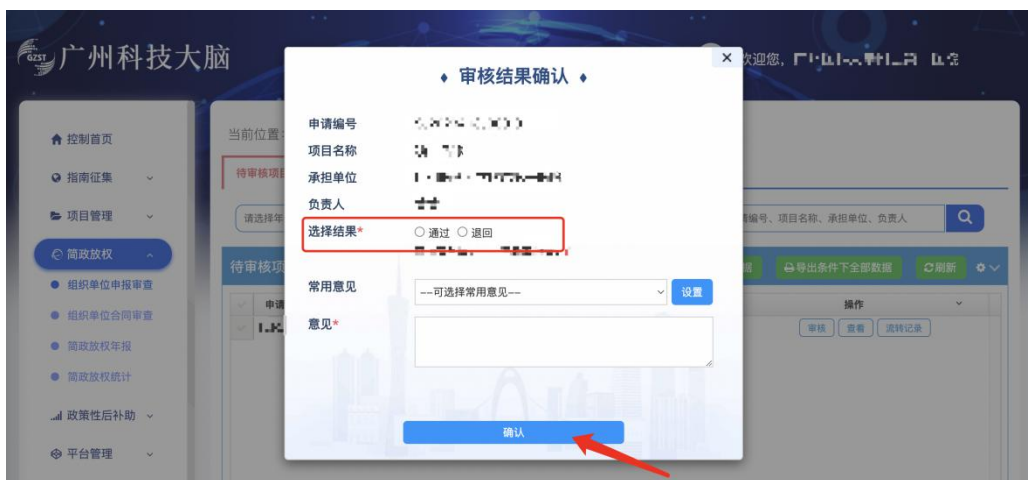 GZST 广州科技大脑
欢迎您,
控制首页
指南征集
项目管理
简政放权
组织单位申报审查
组织单位合同审查
简政放权年报
简政放权统计
政策性后补助
平台管理
当前位置:
待审核项目
请选择年
编号、项目名称、承担单位、负责人
待审核项
据
导出条件下全部数据
刷新
申请
操作
审核 查看 流转记录
审核结果确认
申请编号
项目名称
承担单位
负责人
选择结果* 通过 退回
常用意见 --可选择常用意见-- 设置
意见*
确认